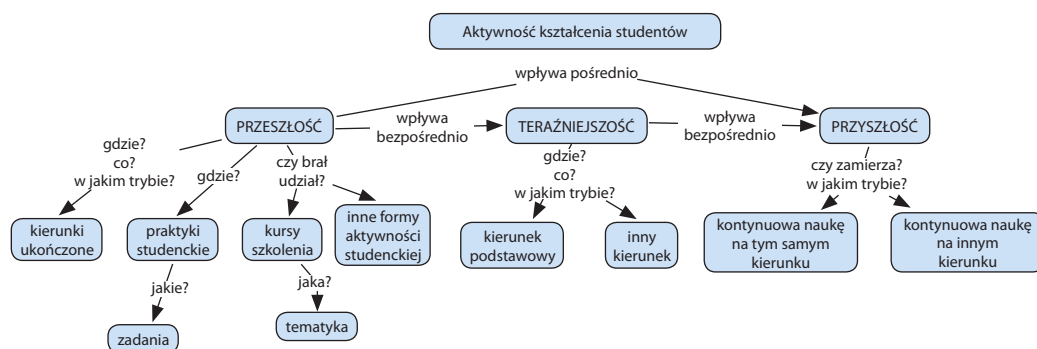 Aktywność kształcenia studentów
wpływa pośrednio
PRZESZŁOŚĆ
wpływa
bezpośrednio
TERAŹNIEJSZOŚĆ
wpływa
bezpośrednio
PRZYSZŁOŚĆ
gdzie?
co?
w jakim trybie?
gdzie?
czy brał
udział?
gdzie?
co?
w jakim trybie?
czy zamierza?
w jakim trybie?
kierunki
ukończone
praktyki
studenckie
kursy
szkolenia
inne formy
aktywności
studenckiej
kierunek
podstawowy
inny
kierunek
kontynuowa naukę
na tym samym
kierunku
kontynuowa naukę
na innym
kierunku
jakie?
jaka?
zadania
tematyka